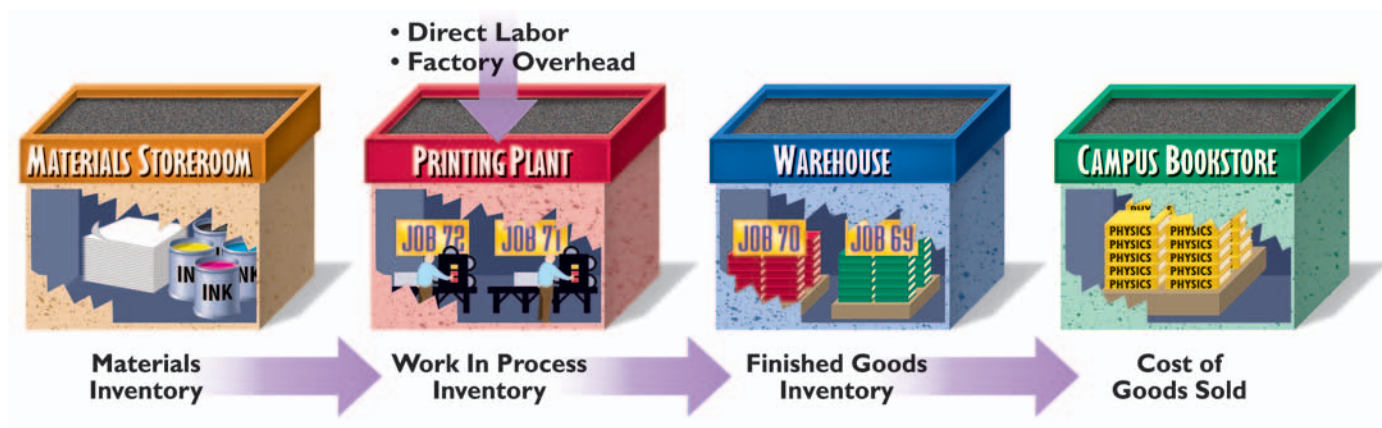 • Direct Labor
• Factory Overhead
MATERIALS STOREROOM
PRINTING PLANT
WAREHOUSE
CAMPUS BOOKSTORE
INK
JOB 72
JOB 71
JOB 70
JOB 69
PHYSICS PHYSICS
PHYSICS PHYSICS
PHYSICS PHYSICS
PHYSICS PHYSICS
PHYSICS PHYSICS
Materials
Inventory
Work In Process
Inventory
Finished Goods
Inventory
Cost of
Goods Sold